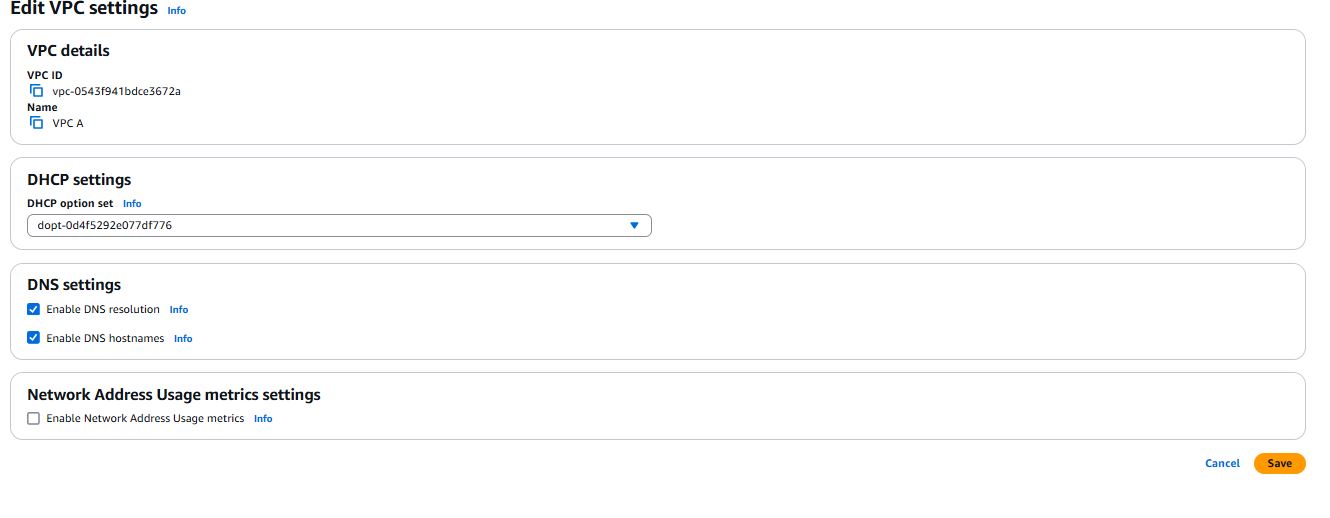 Edit VPC settings Info
VPC details
VPC ID
vpc-0543f941bdce3672a
Name
VPC A
DHCP settings
DHCP option set Info
dopt-0d4f5292e077df776
DNS settings
Enable DNS resolution Info
Enable DNS hostnames Info
Network Address Usage metrics settings
Enable Network Address Usage metrics Info
Cancel Save